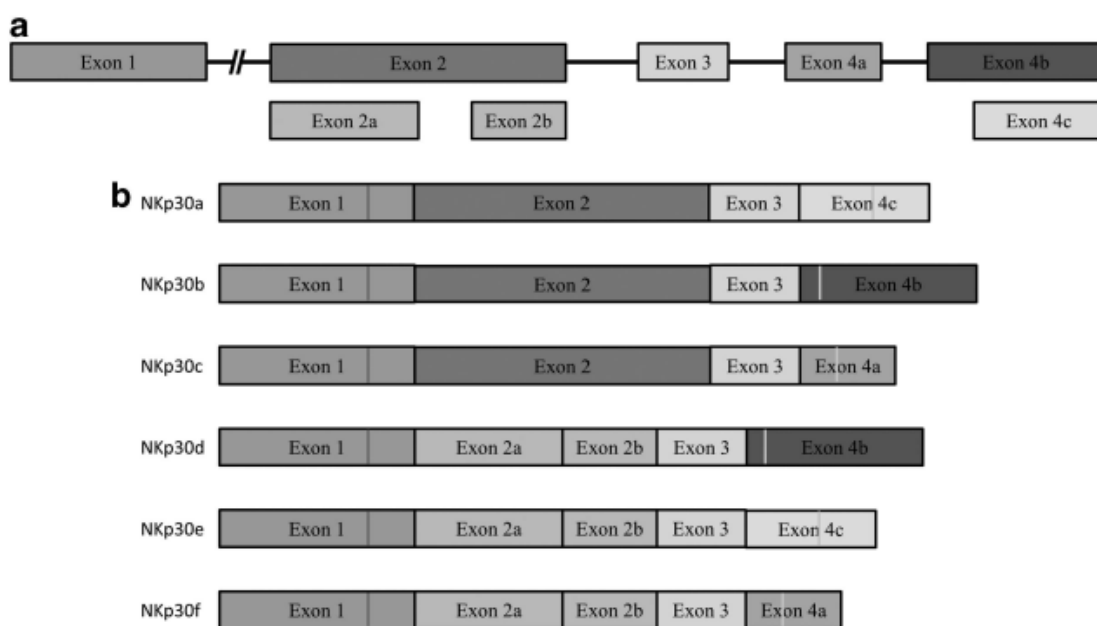 a
Exon 1 Exon 2 Exon 3 Exon 4a Exon 4b
Exon 2a Exon 2b Exon 4c
b
NKp30a Exon 1 Exon 2 Exon 3 Exon 4c
NKp30b Exon 1 Exon 2 Exon 3 Exon 4b
NKp30c Exon 1 Exon 2 Exon 3 Exon 4a
NKp30d Exon 1 Exon 2a Exon 2b Exon 3 Exon 4b
NKp30e Exon 1 Exon 2a Exon 2b Exon 3 Exon 4c
NKp30f Exon 1 Exon 2a Exon 2b Exon 3 Exon 4a